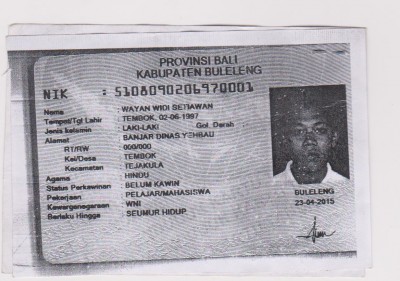 PROVINSI BALI
KABUPATEN BULELENG
NIK : 5108090206970001
Nama : WAYAN WIDI SETIAWAN
Tempat/Tgl Lahir : TEMBOK, 02-06-1997
Jenis kelamin : LAKI-LAKI Gol. Darah
Alamat : BANJAR DINAS YEHBAU
RT/RW : 000/000
Kel/Desa : TEMBOK
Kecamatan : TEJAKULA
Agama : HINDU
Status Perkawinan : BELUM KAWIN
Pekerjaan : PELAJAR/MAHASISWA
Kewarganegaraan : WNI
Berlaku Hingga : SEUMUR HIDUP
BULELENG
23-04-2015